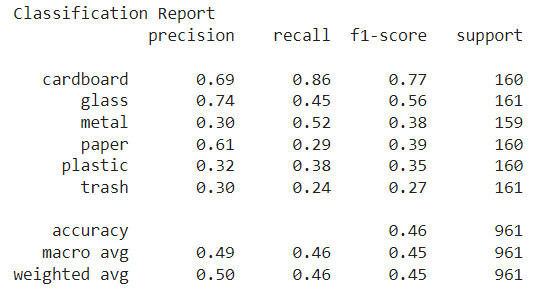 Classification Report
precision recall f1-score support
cardboard 0.69 0.86 0.77 160
glass 0.74 0.45 0.56 161
metal 0.30 0.52 0.38 159
paper 0.61 0.29 0.39 160
plastic 0.32 0.38 0.35 160
trash 0.30 0.24 0.27 161
accuracy 0.46 961
macro avg 0.49 0.46 0.45 961
weighted avg 0.50 0.46 0.45 961